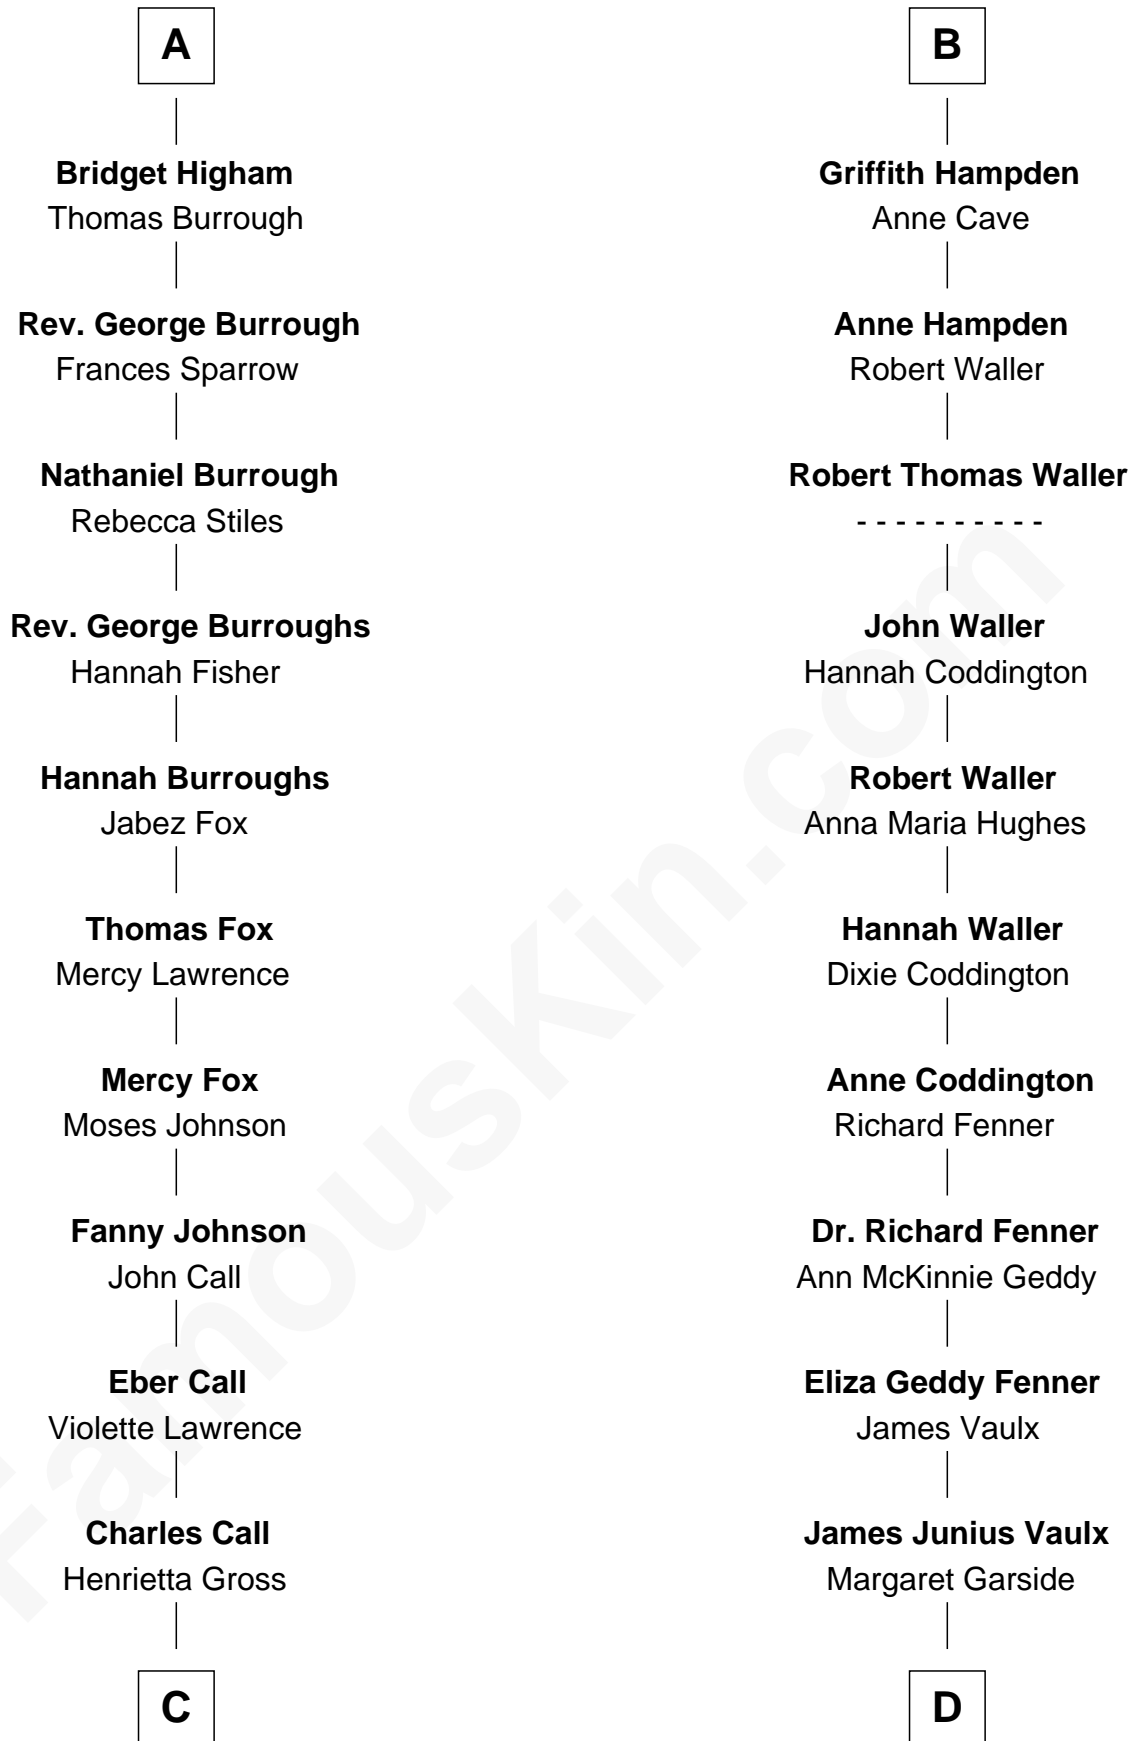 A
Bridget Higham
Thomas Burrough
Rev. George Burrough
Frances Sparrow
Nathaniel Burrough
Rebecca Stiles
Rev. George Burroughs
Hannah Fisher
Hannah Burroughs
Jabez Fox
Thomas Fox
Mercy Lawrence
Mercy Fox
Moses Johnson
Fanny Johnson
John Call
Eber Call
Violette Lawrence
Charles Call
Henrietta Gross
C
B
Griffith Hampden
Anne Cave
Anne Hampden
Robert Waller
Robert Thomas Waller
- - - - - - - - - -
John Waller
Hannah Coddington
Robert Waller
Anna Maria Hughes
Hannah Waller
Dixie Coddington
Anne Coddington
Richard Fenner
Dr. Richard Fenner
Ann McKinnie Geddy
Eliza Geddy Fenner
James Vaulx
James Junius Vaulx
Margaret Garside
D
FamousKin.com